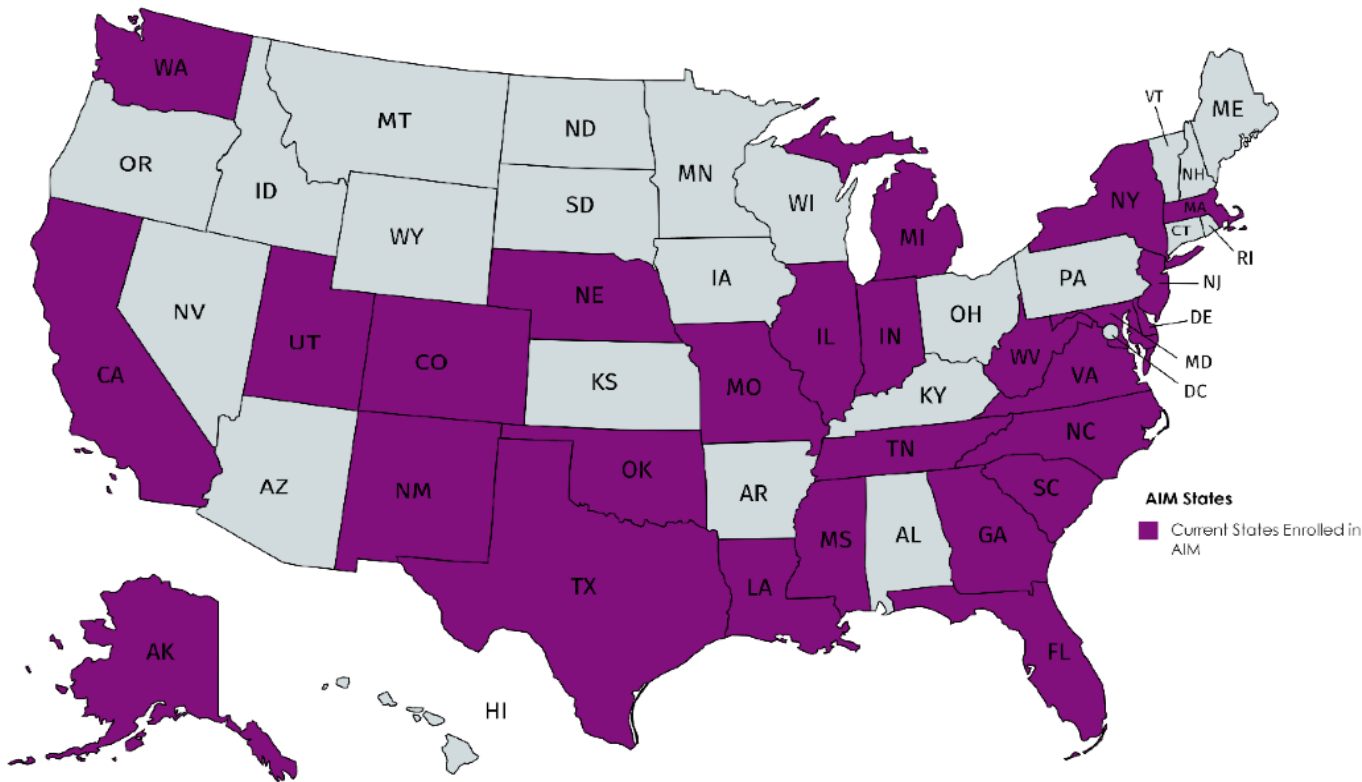 WA
MT
ND
MN
VT
ME
OR
ID
SD
WI
NH
NY
MA
WY
MI
CT
RI
IA
PA
NE
NJ
NV
OH
DE
UT
IL
IN
CO
WV
MD
CA
KS
MO
VA
DC
KY
NC
TN
OK
AZ
NM
AR
SC
AIM States
Current States Enrolled in
AIM
MS
AL
GA
TX
LA
AK
FL
HI